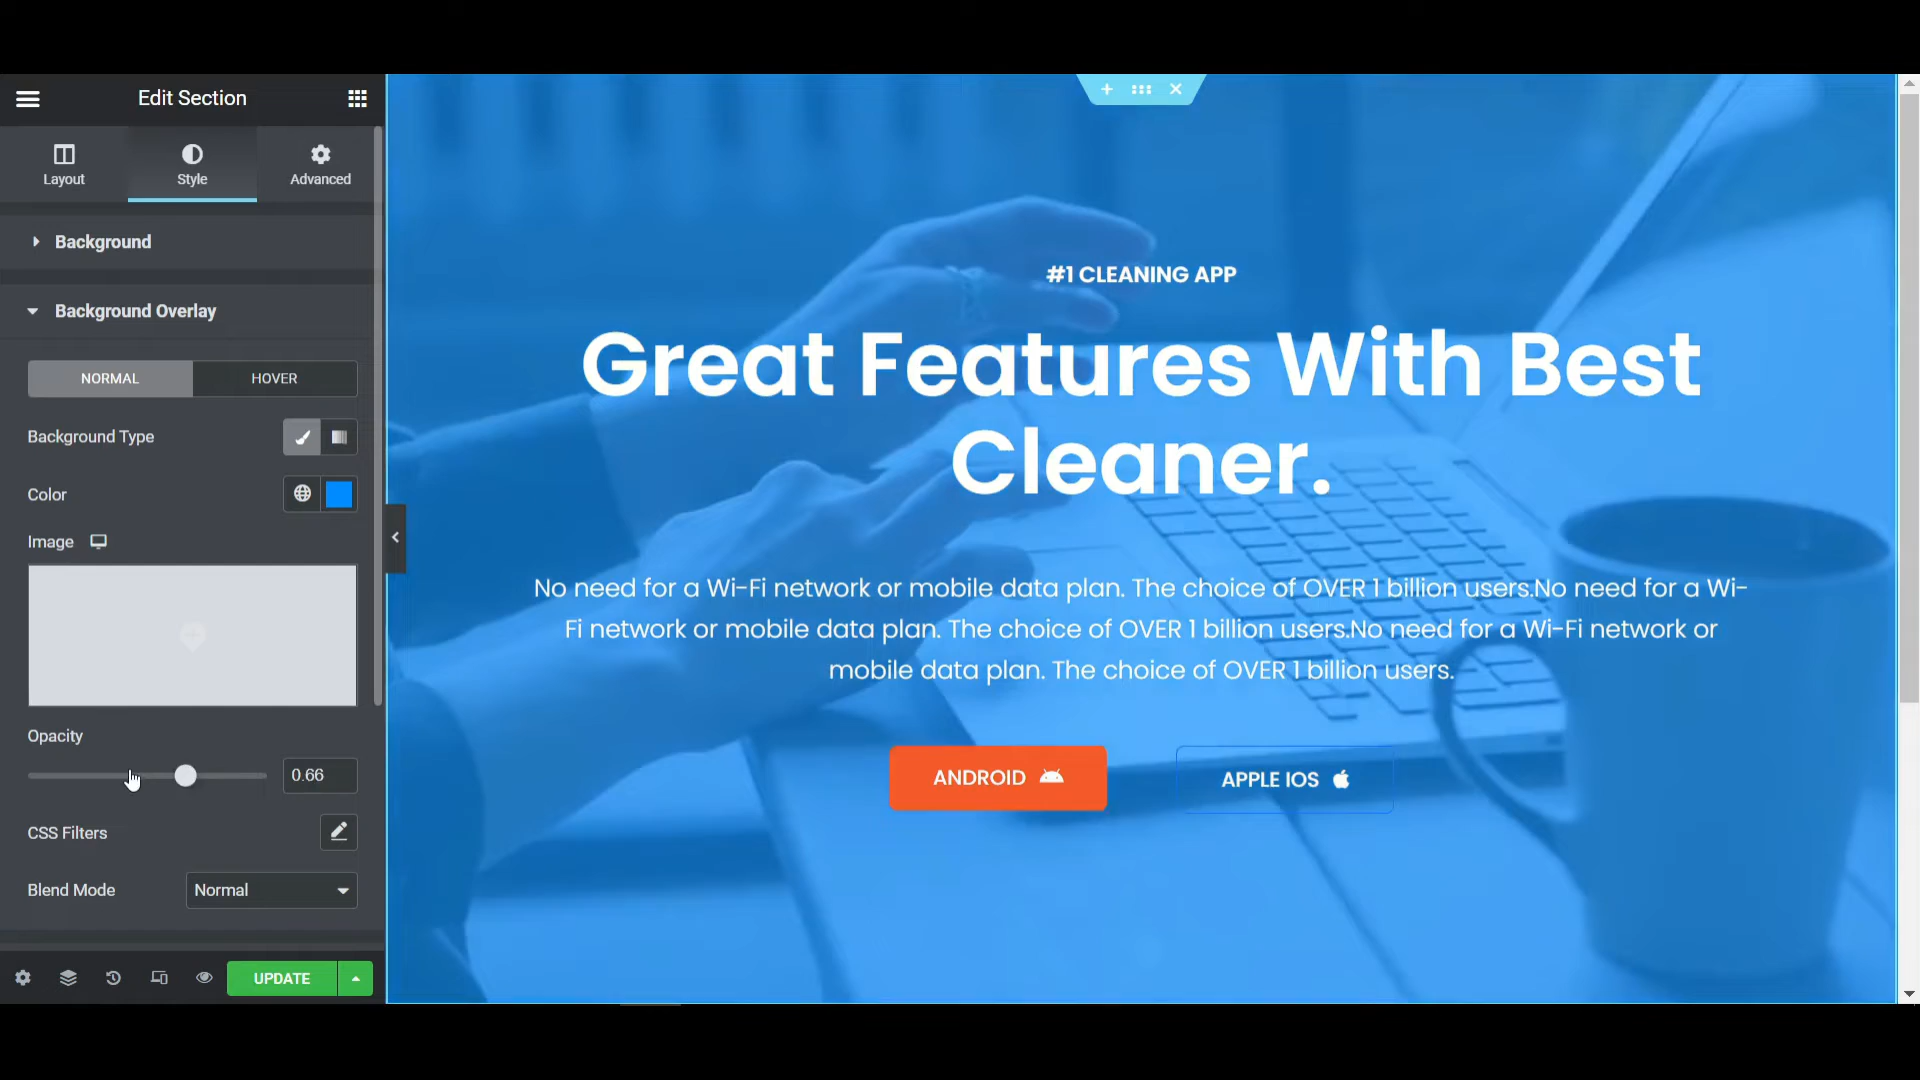 Edit Section
Layout
Style
Advanced
Background
Background Overlay
NORMAL
HOVER
Background Type
Color
Image
Opacity
0.66
CSS Filters
Blend Mode
Normal
UPDATE
#1 CLEANING APP
Great Features With Best
Cleaner.
No need for a Wi-Fi network or mobile data plan. The choice of OVER 1 billion users.No need for a Wi-
Fi network or mobile data plan. The choice of OVER 1 billion users.No need for a Wi-Fi network or
mobile data plan. The choice of OVER 1 billion users.
ANDROID
APPLE IOS